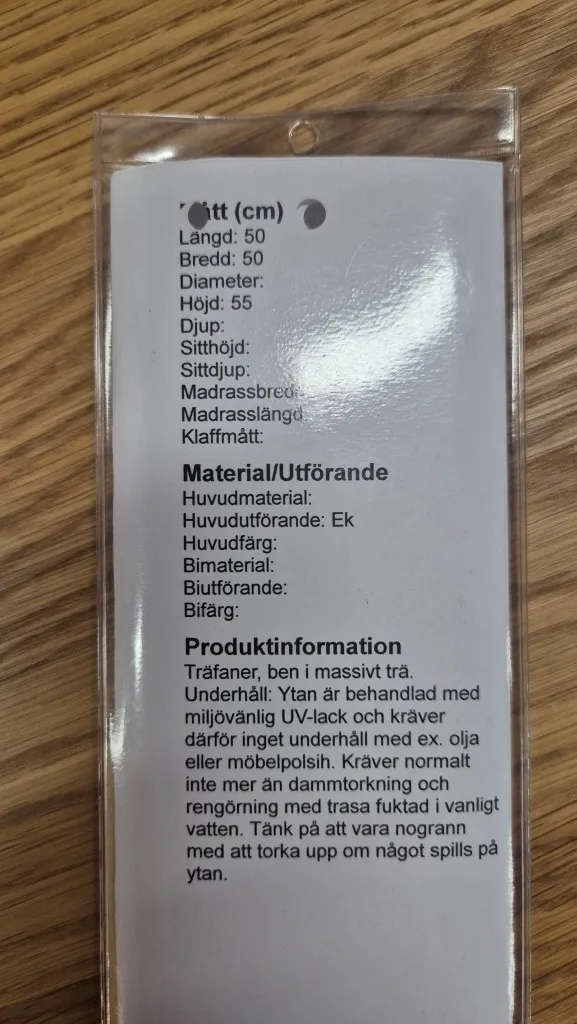 Mått (cm)
Längd: 50
Bredd: 50
Diameter:
Höjd: 55
Djup:
Sitthöjd:
Sittdjup:
Madrassbredd
Madrasslängd
Klaffmått:
Material/Utförande
Huvudmaterial:
Huvudutförande: Ek
Huvudfärg:
Bimaterial:
Biutförande:
Bifärg:
Produktinformation
Träfaner, ben i massivt trä.
Underhåll: Ytan är behandlad med
miljövänlig UV-lack och kräver
därför inget underhåll med ex. olja
eller möbelpolsih. Kräver normalt
inte mer än dammtorkning och
rengörning med trasa fuktad i vanligt
vatten. Tänk på att vara nogrann
med att torka upp om något spills på
ytan.